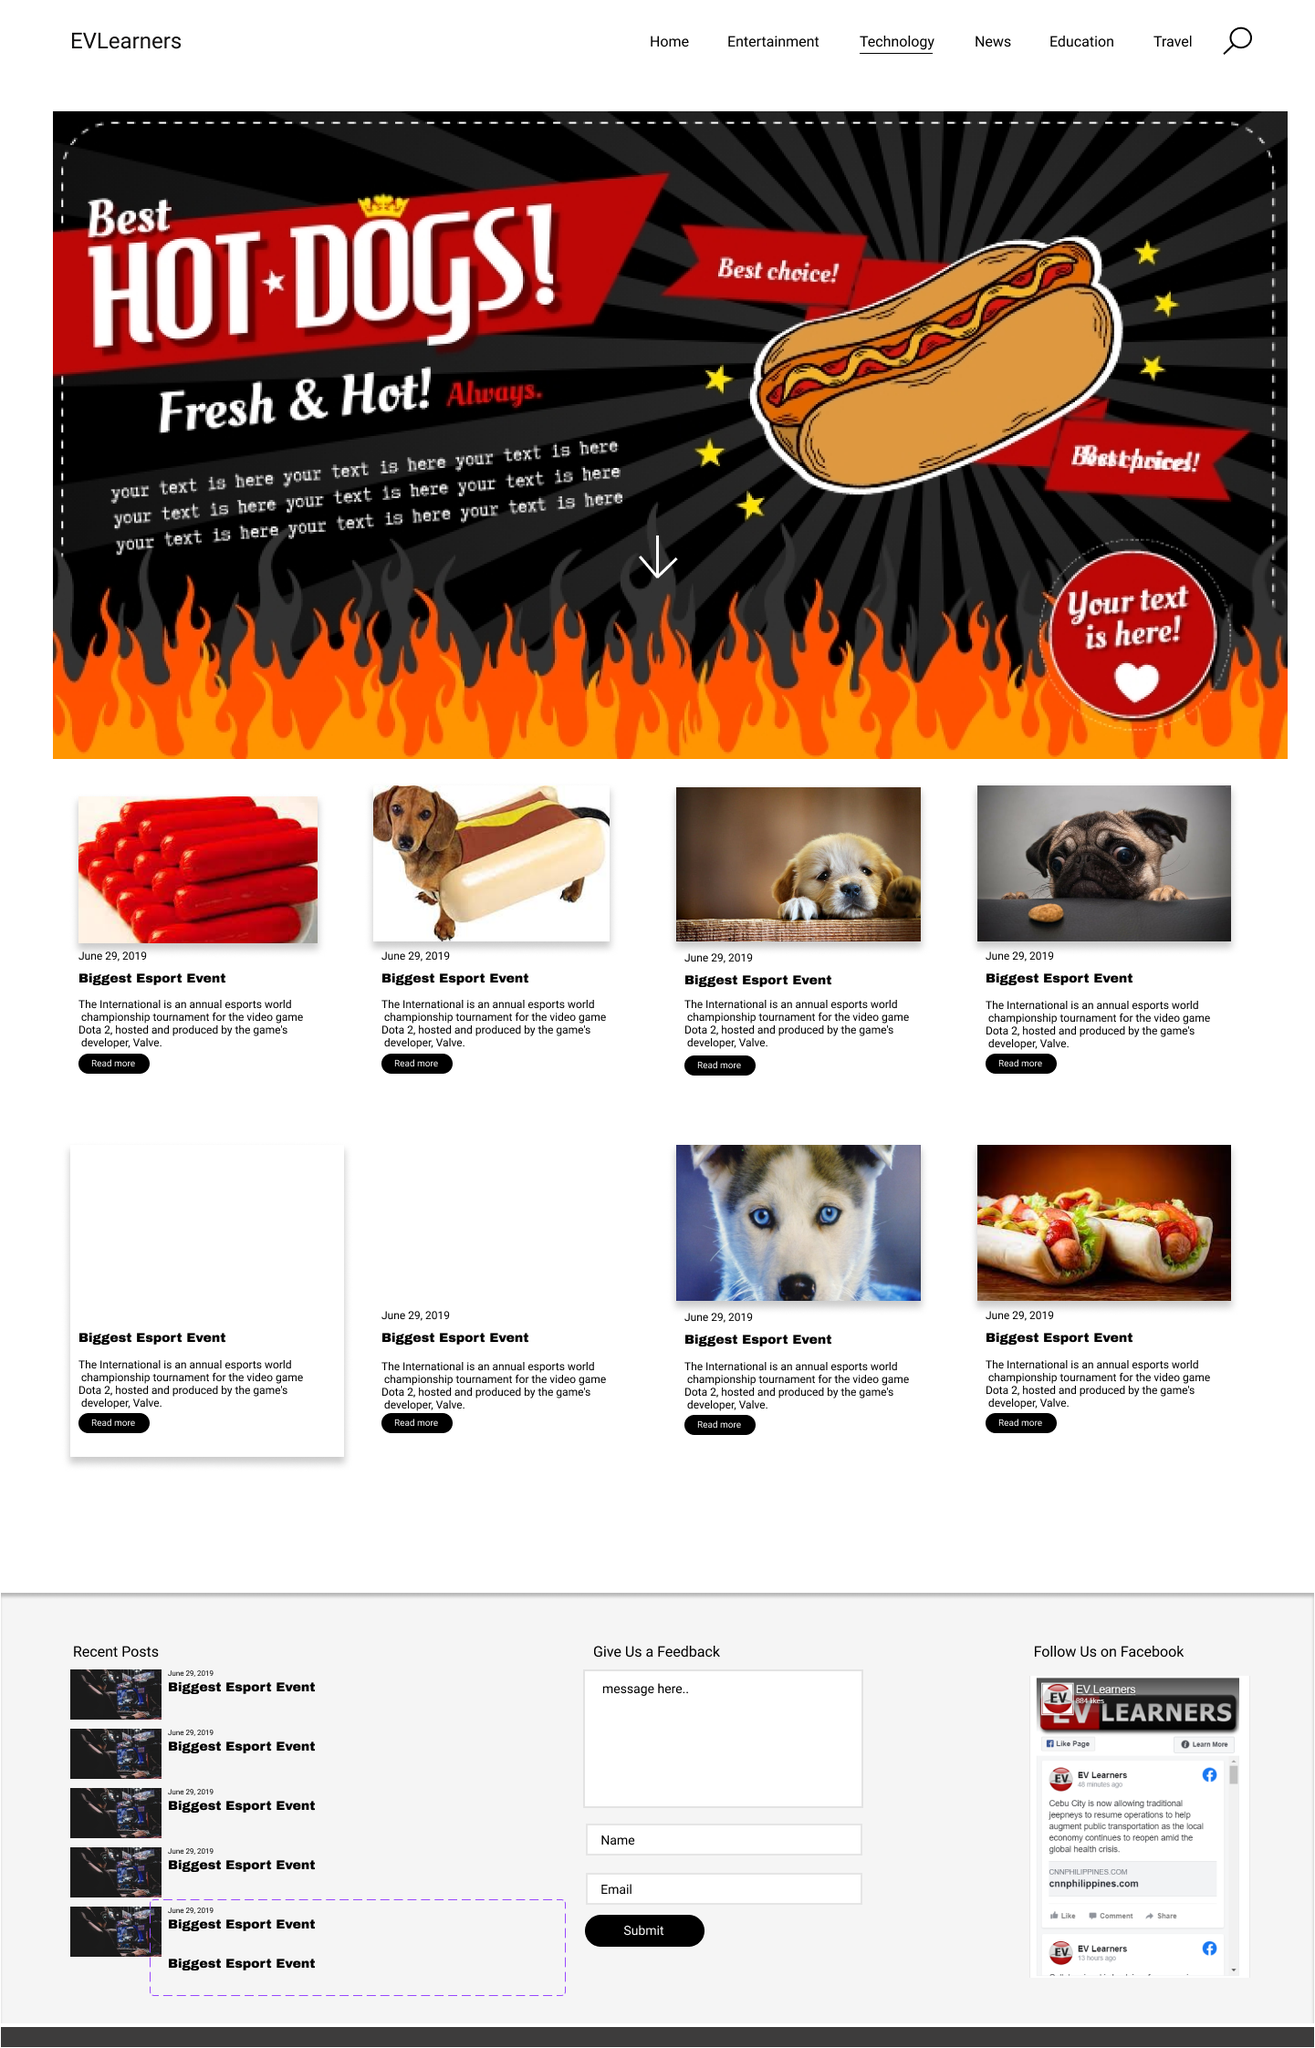 EVLearners
Home Entertainment Technology News Education Travel
Best
HOT DOGS!
Best choice!
Fresh & Hot! Always.
your text is here your text is here your text is here
your text is here your text is here your text is here
your text is here your text is here your text is here
Your text
is here!
June 29, 2019
Biggest Esport Event
The International is an annual esports world
championship tournament for the video game
Dota 2, hosted and produced by the game's
developer, Valve.
Read more
June 29, 2019
Biggest Esport Event
The International is an annual esports world
championship tournament for the video game
Dota 2, hosted and produced by the game's
developer, Valve.
Read more
June 29, 2019
Biggest Esport Event
The International is an annual esports world
championship tournament for the video game
Dota 2, hosted and produced by the game's
developer, Valve.
Read more
June 29, 2019
Biggest Esport Event
The International is an annual esports world
championship tournament for the video game
Dota 2, hosted and produced by the game's
developer, Valve.
Read more
Biggest Esport Event
The International is an annual esports world
championship tournament for the video game
Dota 2, hosted and produced by the game's
developer, Valve.
Read more
June 29, 2019
Biggest Esport Event
The International is an annual esports world
championship tournament for the video game
Dota 2, hosted and produced by the game's
developer, Valve.
Read more
June 29, 2019
Biggest Esport Event
The International is an annual esports world
championship tournament for the video game
Dota 2, hosted and produced by the game's
developer, Valve.
Read more
June 29, 2019
Biggest Esport Event
The International is an annual esports world
championship tournament for the video game
Dota 2, hosted and produced by the game's
developer, Valve.
Read more
Recent Posts
June 29, 2019
Biggest Esport Event
June 29, 2019
Biggest Esport Event
June 29, 2019
Biggest Esport Event
June 29, 2019
Biggest Esport Event
June 29, 2019
Biggest Esport Event
Biggest Esport Event
Give Us a Feedback
message here..
Name
Email
Submit
Follow Us on Facebook
EV
EV Learners
884 likes
EV LEARNERS
Like Page
Learn More
EV
EV Learners
48 minutes ago
Cebu City is now allowing traditional
jeepneys to resume operations to help
augment public transportation as the local
economy continues to reopen amid the
global health crisis.
CNNPHILIPPINES.COM
cnnphilippines.com
Like Comment Share
EV
EV Learners
13 hours ago